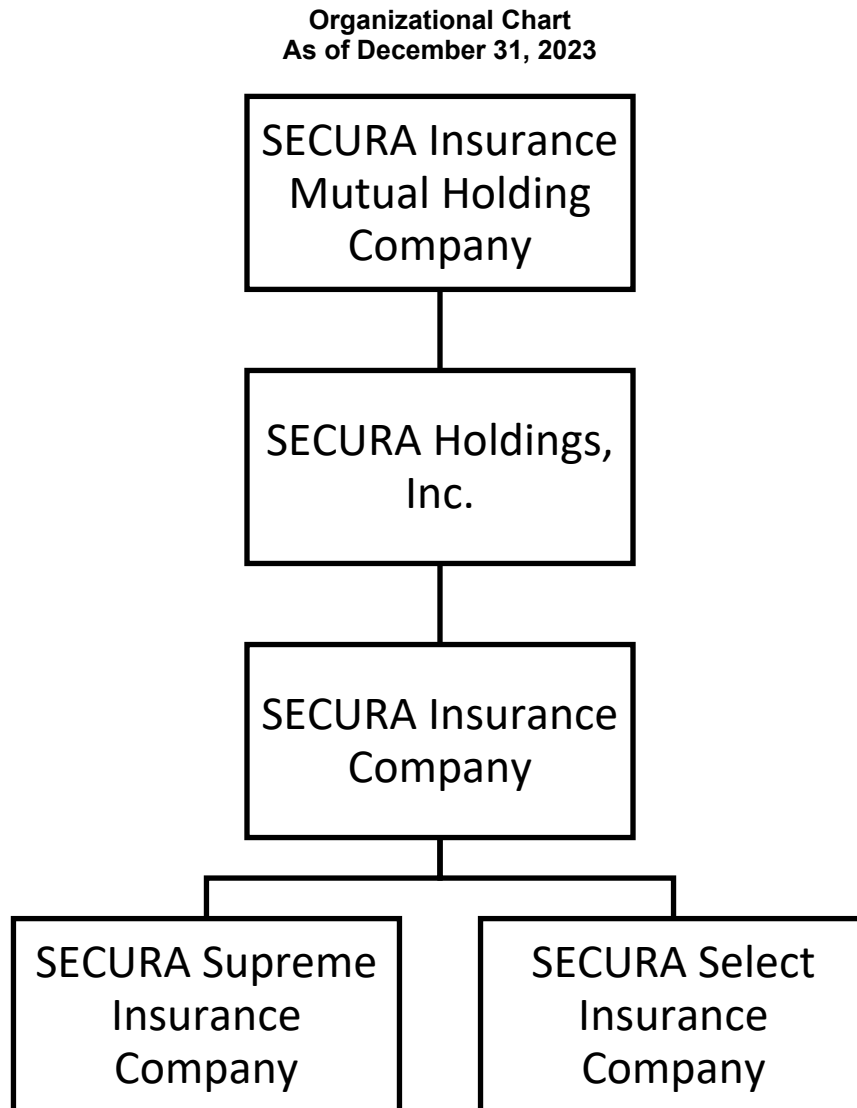 Organizational Chart
As of December 31, 2023
SECURA Insurance
Mutual Holding
Company
SECURA Holdings,
Inc.
SECURA Insurance
Company
SECURA Supreme
Insurance
Company
SECURA Select
Insurance
Company